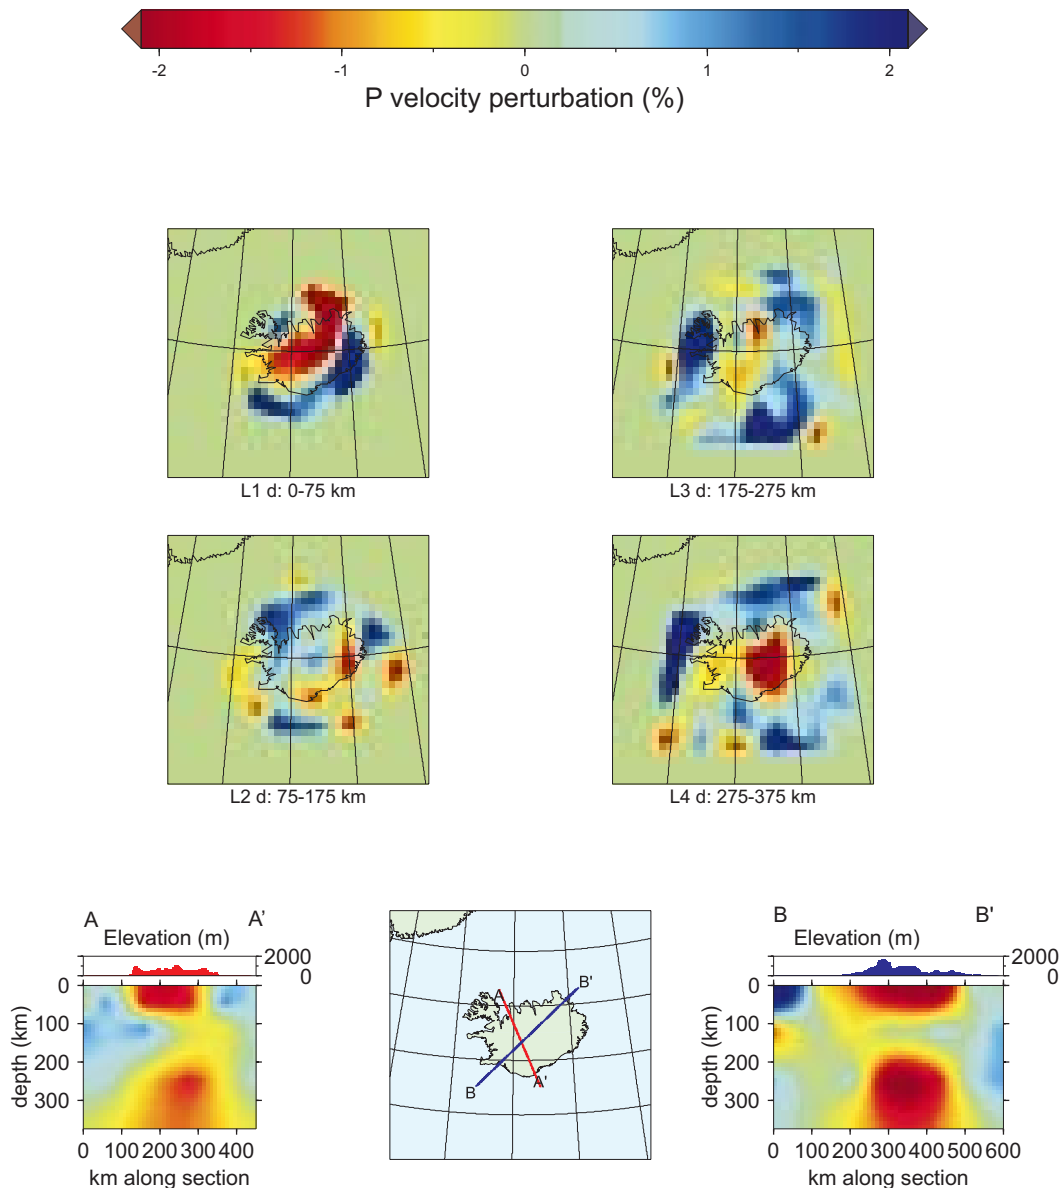 -2 -1 0 1 2
P velocity perturbation (%)
L1 d: 0-75 km
L3 d: 175-275 km
L2 d: 75-175 km
L4 d: 275-375 km
A A'
Elevation (m)
2000
0
0
100
200
300
depth (km)
0 100 200 300 400
km along section
A
B'
B
A'
B B'
Elevation (m)
2000
0
0
100
200
300
depth (km)
0 100 200 300 400 500 600
km along section